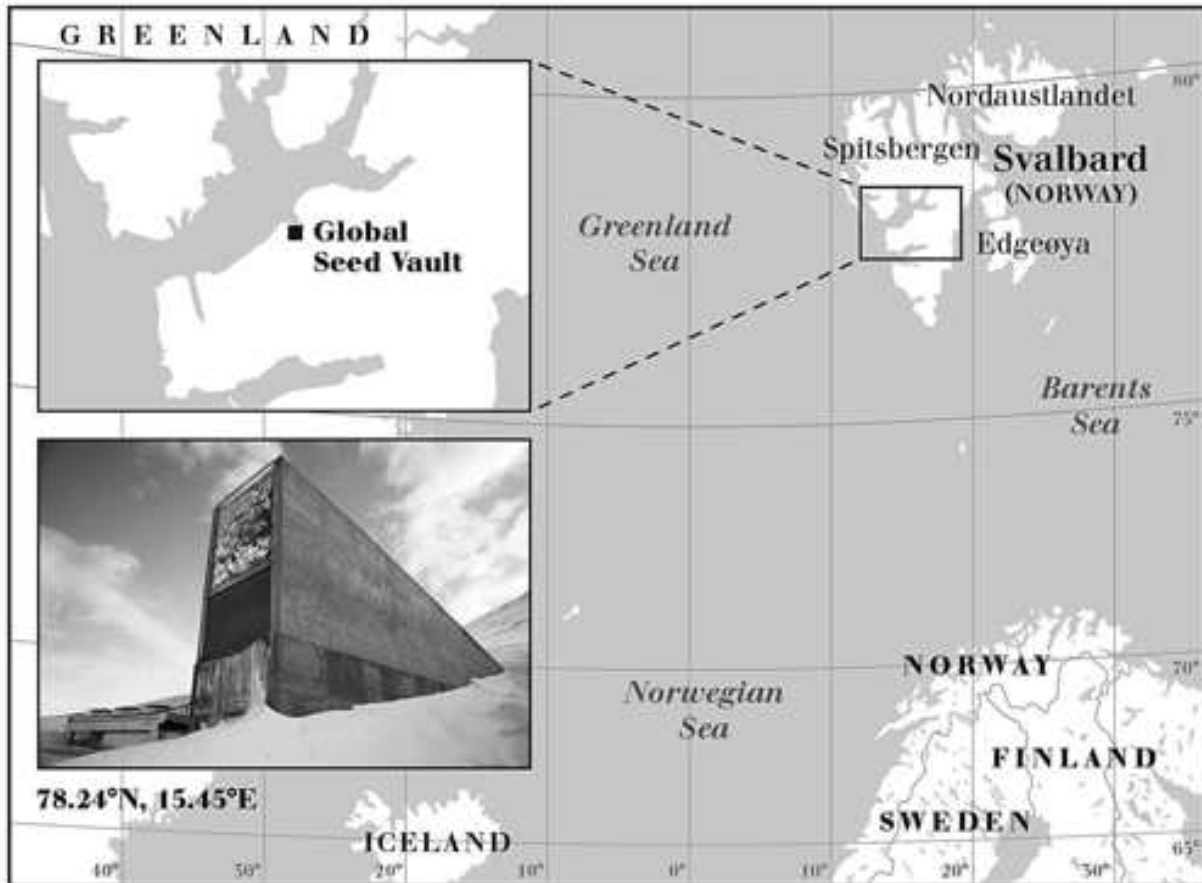 GREENLAND
80°
Nordaustlandet
Spitsbergen
Svalbard
(NORWAY)
Global
Seed Vault
Greenland
Sea
Edgeøya
Barents
Sea
75°
NORWAY
70°
Norwegian
Sea
FINLAND
78.24°N, 15.45°E
SWEDEN
ICELAND
65°
40°
30°
20°
10°
0°
10°
20°
30°